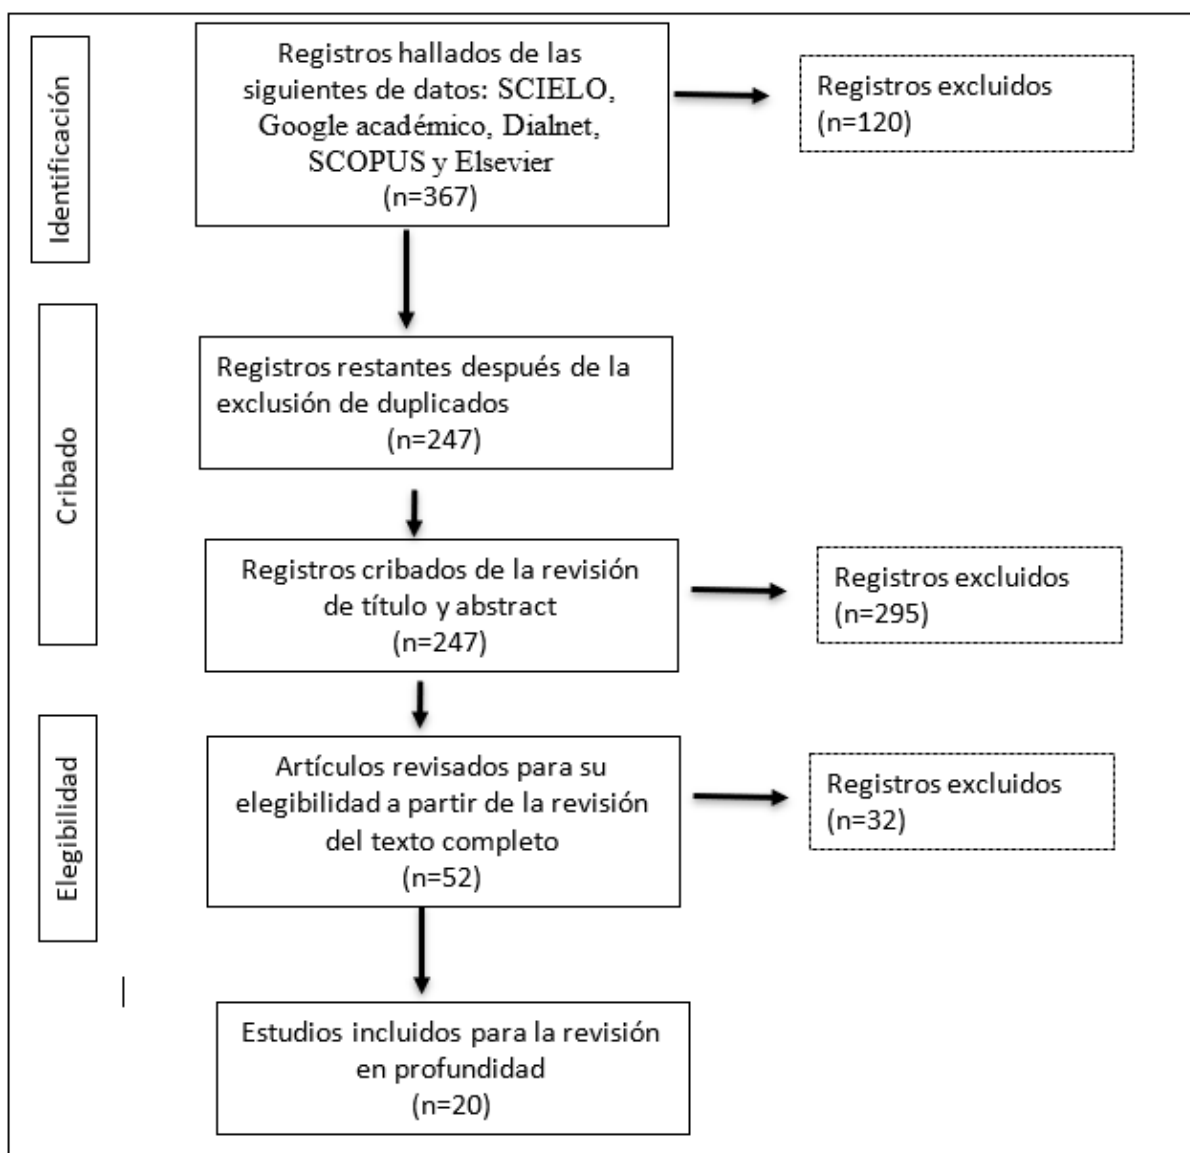 Identificación
Registros hallados de las
siguientes de datos: SCIELO,
Google académico, Dialnet,
SCOPUS y Elsevier
(n=367)
Registros excluidos
(n=120)
Cribado
Registros restantes después de la
exclusión de duplicados
(n=247)
Registros cribados de la revisión
de título y abstract
(n=247)
Registros excluidos
(n=295)
Elegibilidad
Artículos revisados para su
elegibilidad a partir de la revisión
del texto completo
(n=52)
Registros excluidos
(n=32)
Estudios incluidos para la revisión
en profundidad
(n=20)